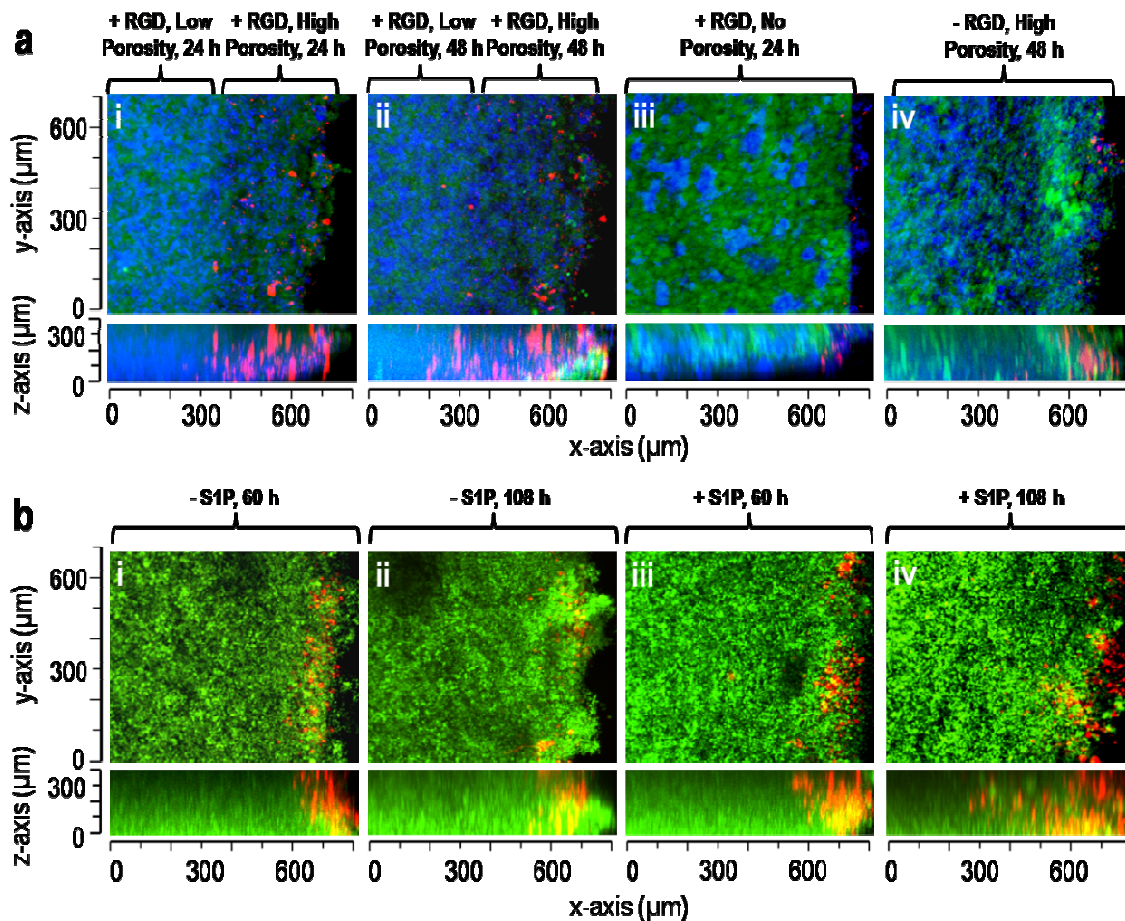 a
+ RGD, Low Porosity, 24 h
+ RGD, High Porosity, 24 h
+ RGD, Low Porosity, 48 h
+ RGD, High Porosity, 48 h
+ RGD, No Porosity, 24 h
- RGD, High Porosity, 48 h
i
ii
iii
iv
y-axis (µm)
600
300
0
z-axis (µm)
300
0
0 300 600
0 300 600
0 300 600
0 300 600
x-axis (µm)
b
- S1P, 60 h
- S1P, 108 h
+ S1P, 60 h
+ S1P, 108 h
i
ii
iii
iv
y-axis (µm)
600
300
0
z-axis (µm)
300
0
0 300 600
0 300 600
0 300 600
0 300 600
x-axis (µm)